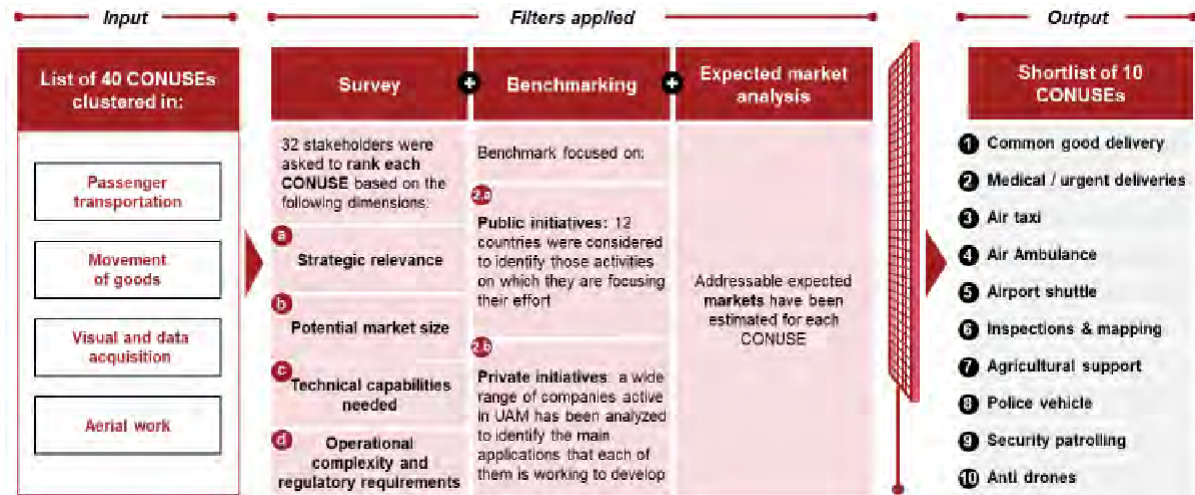 Input
Filters applied
Output
List of 40 CONUSEs
clustered in:
Passenger
transportation
Movement
of goods
Visual and data
acquisition
Aerial work
Survey
+
Benchmarking
+
Expected market
analysis
32 stakeholders were
asked to rank each
CONUSE based on the
following dimensions:
a
Strategic relevance
b
Potential market size
c
Technical capabilities
needed
d
Operational
complexity and
regulatory requirements
Benchmark focused on:
2.a
Public initiatives: 12
countries were considered
to identify those activities
on which they are focusing
their effort
2.b
Private initiatives: a wide
range of companies active
in UAM has been analyzed
to identify the main
applications that each of
them is working to develop
Addressable expected
markets have been
estimated for each
CONUSE
Shortlist of 10
CONUSEs
1 Common good delivery
2 Medical / urgent deliveries
3 Air taxi
4 Air Ambulance
5 Airport shuttle
6 Inspections & mapping
7 Agricultural support
8 Police vehicle
9 Security patrolling
10 Anti drones